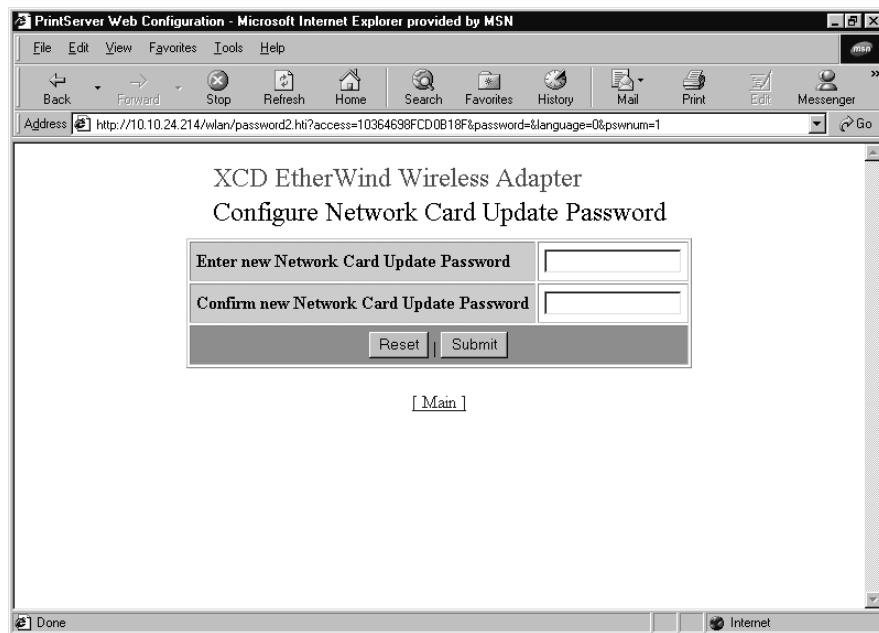 PrintServer Web Configuration - Microsoft Internet Explorer provided by MSN
File Edit View Favorites Tools Help
msn
Back Forward Stop Refresh Home Search Favorites History Mail Print Edit Messenger »
Address http://10.10.24.214/wlan/password2.hti?access=10364698FCD0B18F&password=&language=0&pswnum=1 Go
XCD EtherWind Wireless Adapter
Configure Network Card Update Password
Enter new Network Card Update Password
Confirm new Network Card Update Password
Reset | Submit
[ Main ]
Done Internet